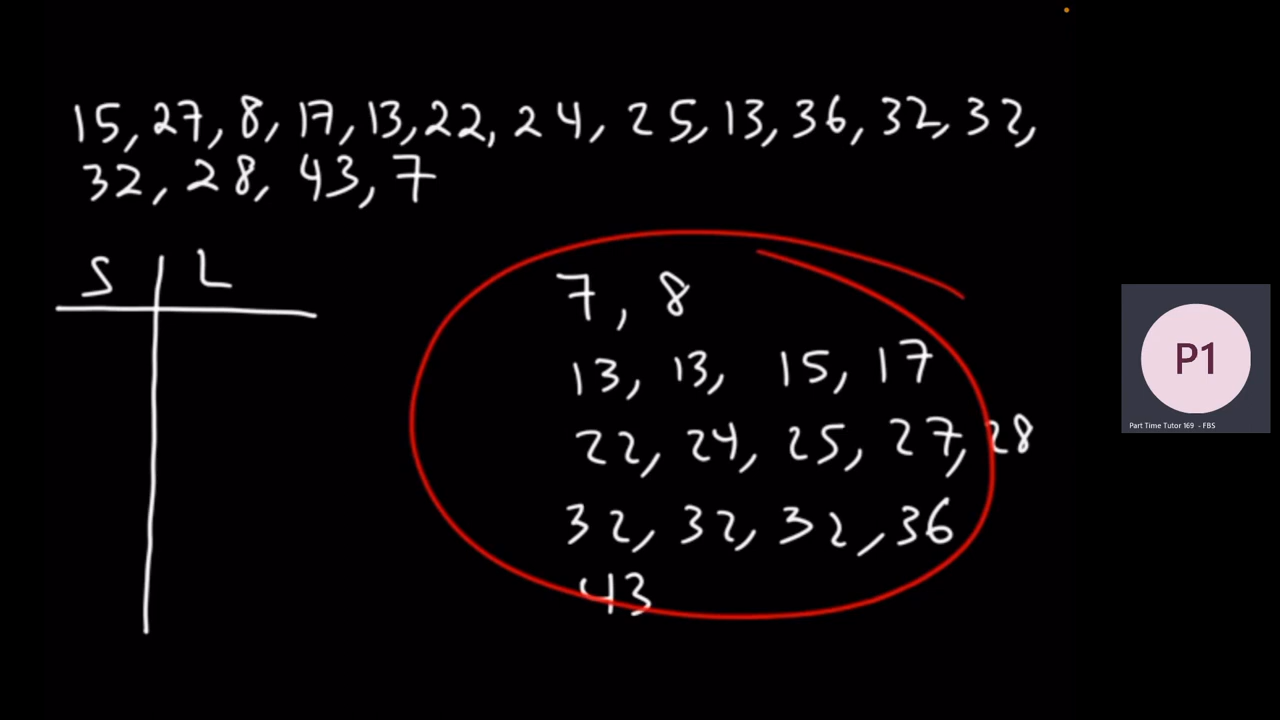 15, 27, 8, 17, 13, 22, 24, 25, 13, 36, 32, 32,
32, 28, 43, 7
S L
7, 8
13, 13, 15, 17
22, 24, 25, 27, 28
32, 32, 32, 36
43
P1
Part Time Tutor 169 - FBS